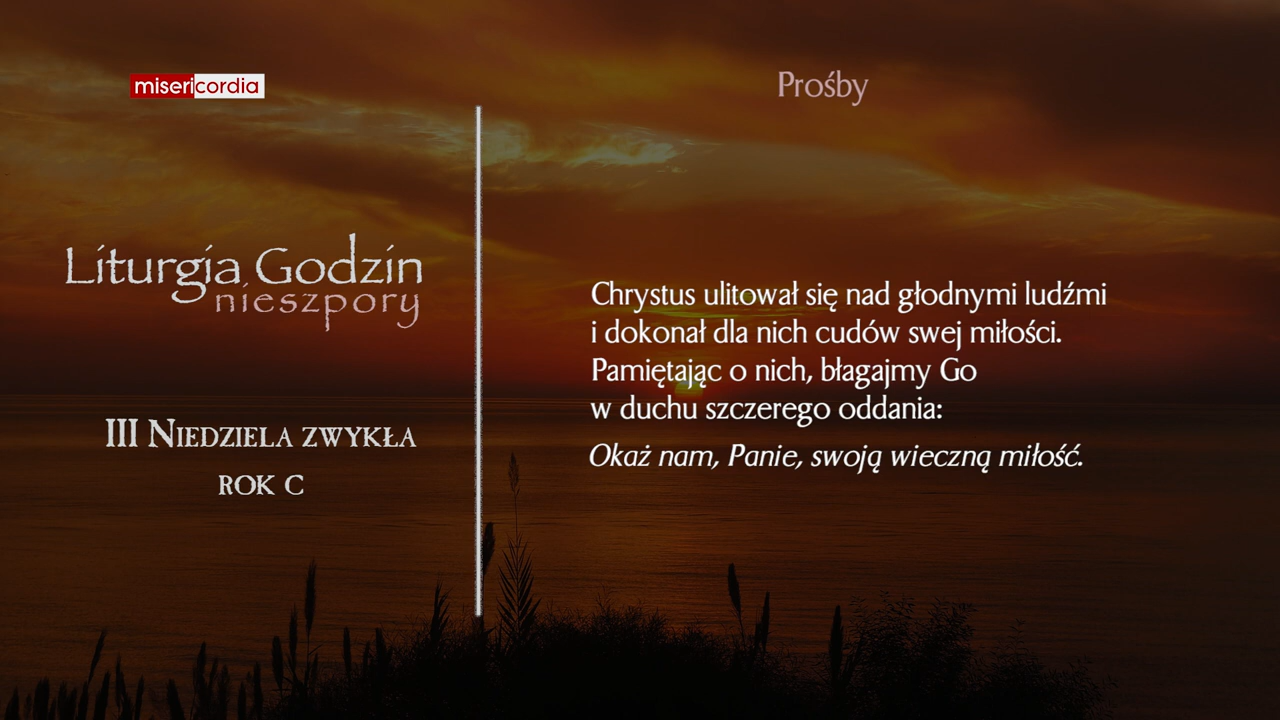 misericordia
Liturgia Godzin
nieszpory
III Niedziela zwykła
rok C
Prośby
Chrystus ulitował się nad głodnymi ludźmi
i dokonał dla nich cudów swej miłości.
Pamiętając o nich, błagajmy Go
w duchu szczerego oddania:
Okaż nam, Panie, swoją wieczną miłość.